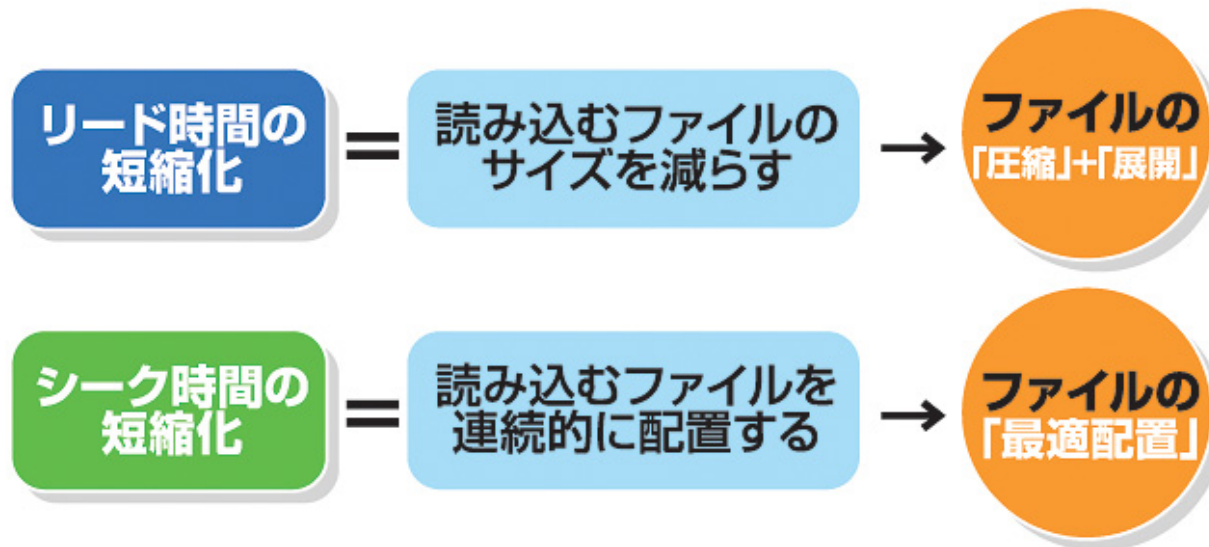 リード時間の
短縮化
=
読み込むファイルの
サイズを減らす
→
ファイルの
「圧縮」+「展開」
シーク時間の
短縮化
=
読み込むファイルを
連続的に配置する
→
ファイルの
「最適配置」